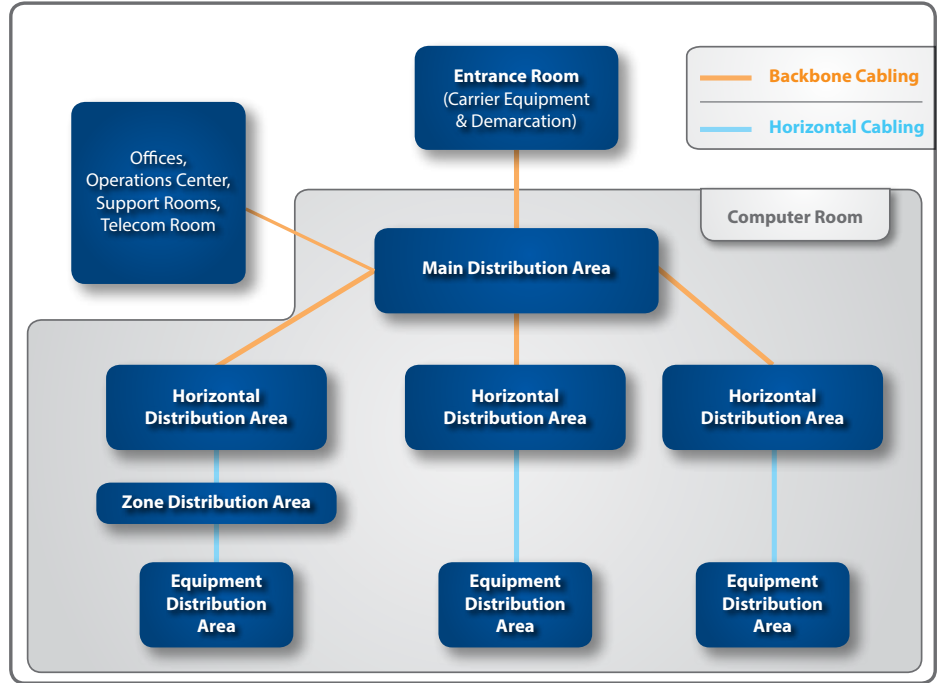 Entrance Room
(Carrier Equipment
& Demarcation)
Backbone Cabling
Horizontal Cabling
Offices,
Operations Center,
Support Rooms,
Telecom Room
Computer Room
Main Distribution Area
Horizontal
Distribution Area
Horizontal
Distribution Area
Horizontal
Distribution Area
Zone Distribution Area
Equipment
Distribution
Area
Equipment
Distribution
Area
Equipment
Distribution
Area